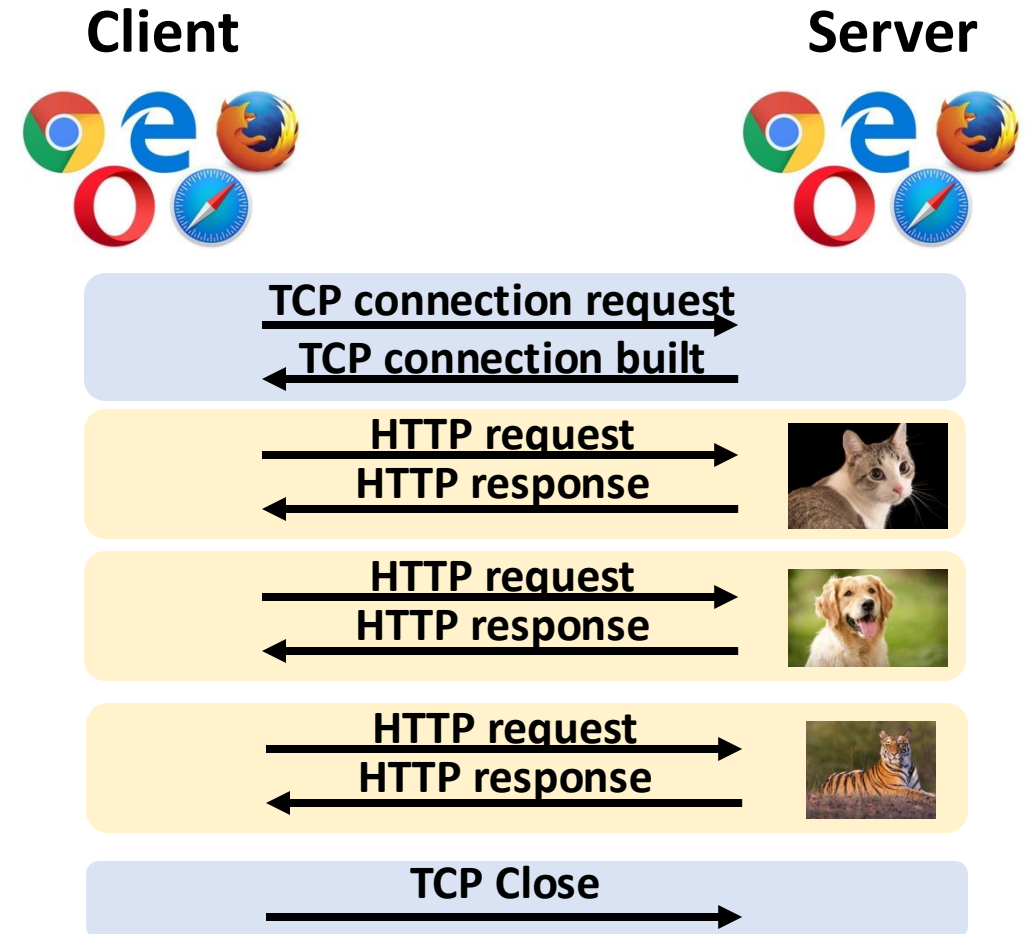 Client
Server
TCP connection request
TCP connection built
HTTP request
HTTP response
HTTP request
HTTP response
HTTP request
HTTP response
TCP Close